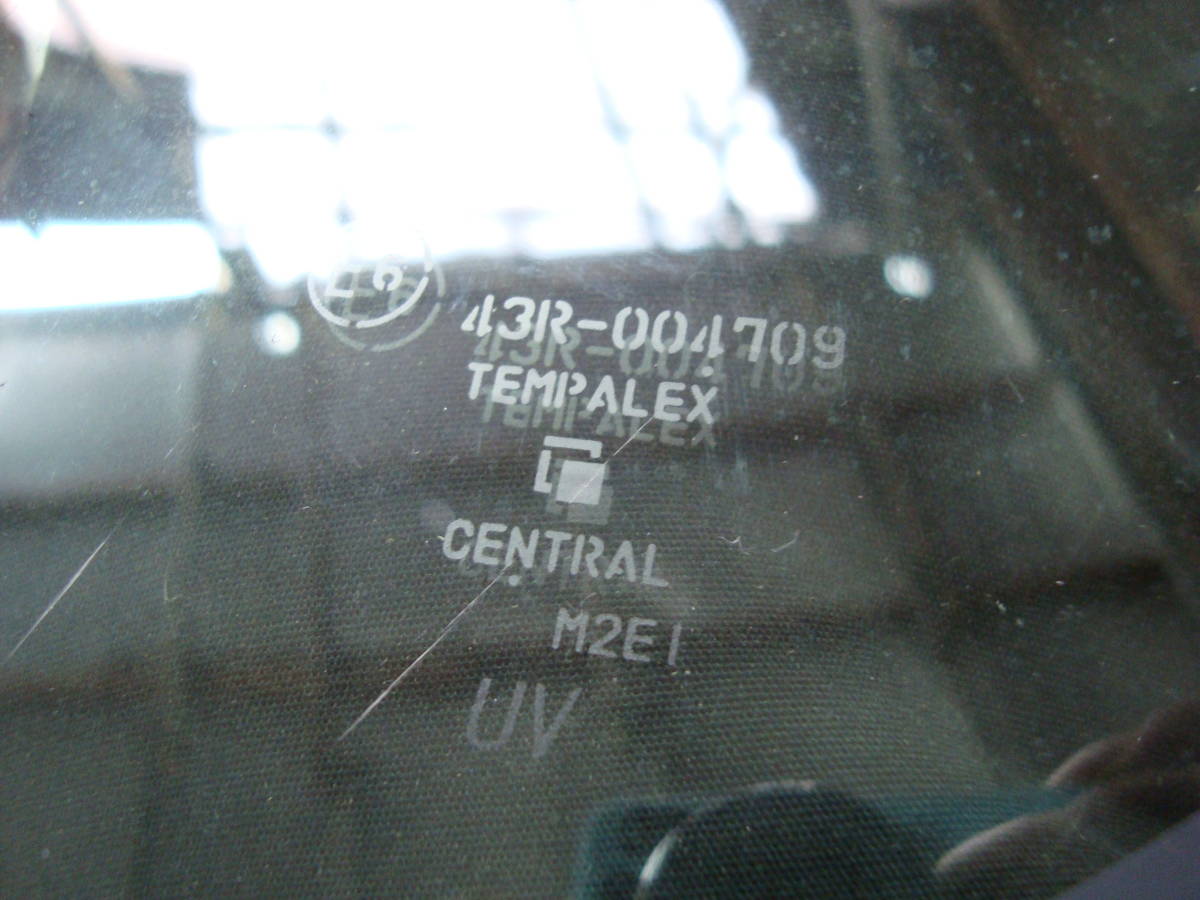 43R-004709
TEMPALEX
CENTRAL
M2E1
UV